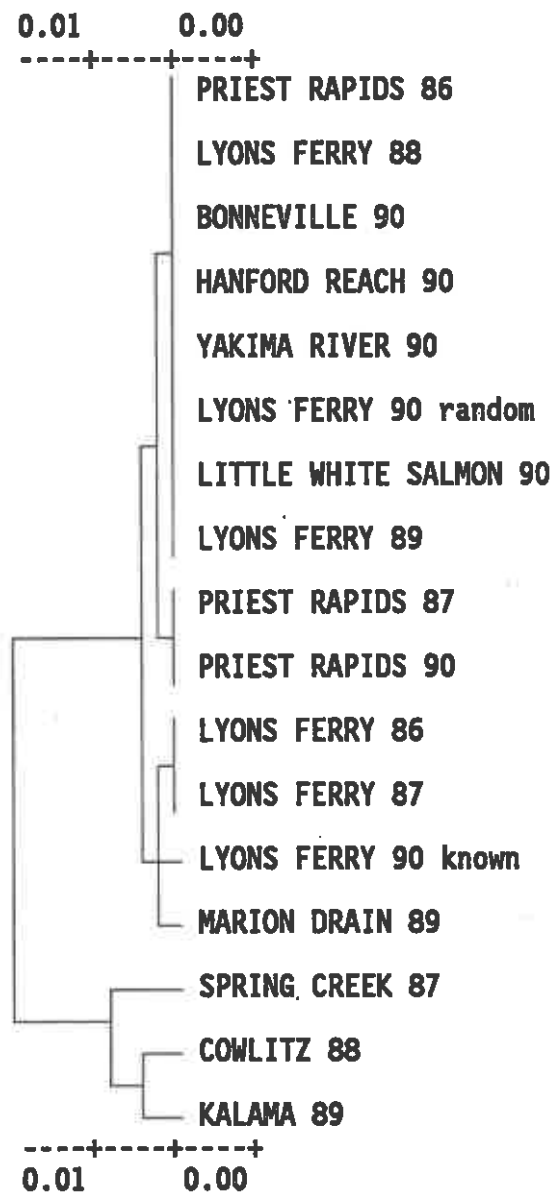 0.01 0.00
----+----+----+
PRIEST RAPIDS 86
LYONS FERRY 88
BONNEVILLE 90
HANFORD REACH 90
YAKIMA RIVER 90
LYONS FERRY 90 random
LITTLE WHITE SALMON 90
LYONS FERRY 89
PRIEST RAPIDS 87
PRIEST RAPIDS 90
LYONS FERRY 86
LYONS FERRY 87
LYONS FERRY 90 known
MARION DRAIN 89
SPRING CREEK 87
COWLITZ 88
KALAMA 89
----+----+----+
0.01 0.00